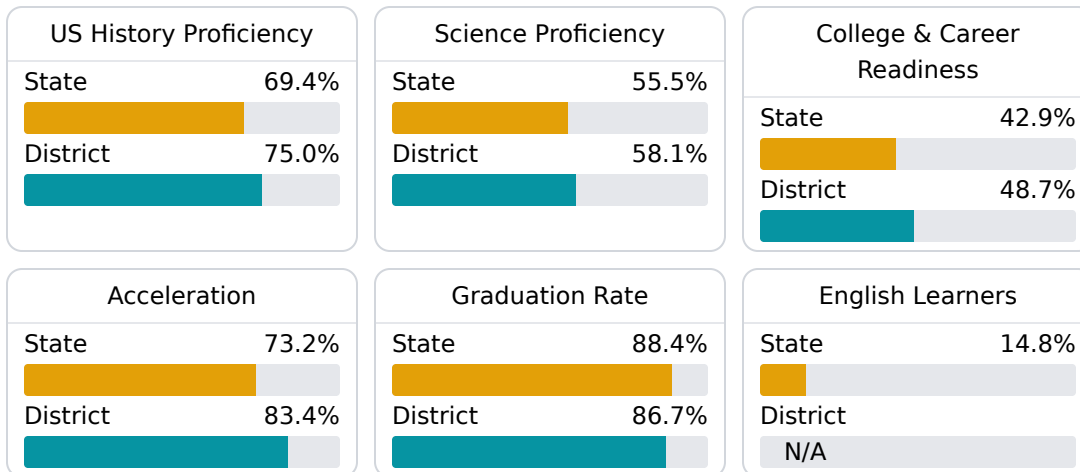 US History Proficiency
State 69.4%
District 75.0%
Science Proficiency
State 55.5%
District 58.1%
College & Career
Readiness
State 42.9%
District 48.7%
Acceleration
State 73.2%
District 83.4%
Graduation Rate
State 88.4%
District 86.7%
English Learners
State 14.8%
District
N/A